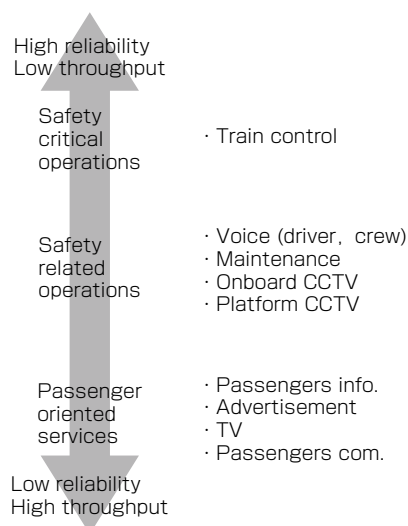 High reliability
Low throughput
Safety
critical
operations
· Train control
Safety
related
operations
· Voice (driver, crew)
· Maintenance
· Onboard CCTV
· Platform CCTV
Passenger
oriented
services
· Passengers info.
· Advertisement
· TV
· Passengers com.
Low reliability
High throughput